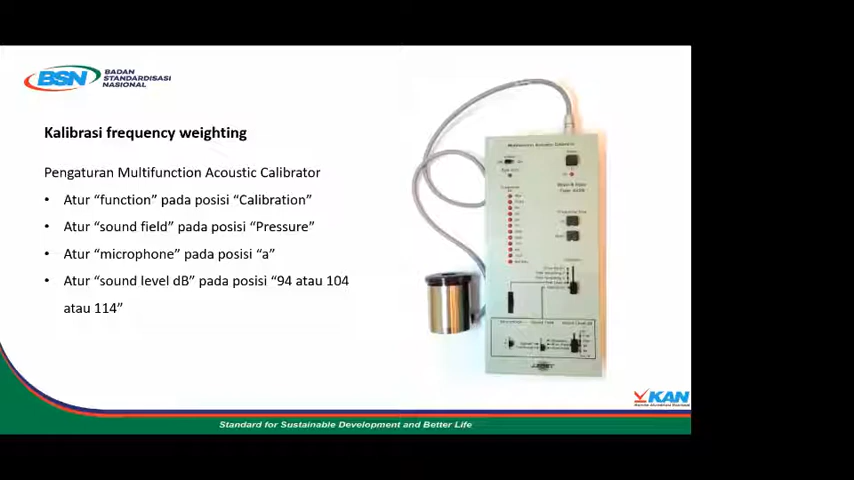 BSN
BADAN
STANDARDISASI
NASIONAL
Kalibrasi frequency weighting
Pengaturan Multifunction Acoustic Calibrator
• Atur “function” pada posisi “Calibration”
• Atur “sound field” pada posisi “Pressure”
• Atur “microphone” pada posisi “a”
• Atur “sound level dB” pada posisi “94 atau 104
atau 114”
Multifunction Acoustic Calibrator
KAN
Standard for Sustainable Development and Better Life